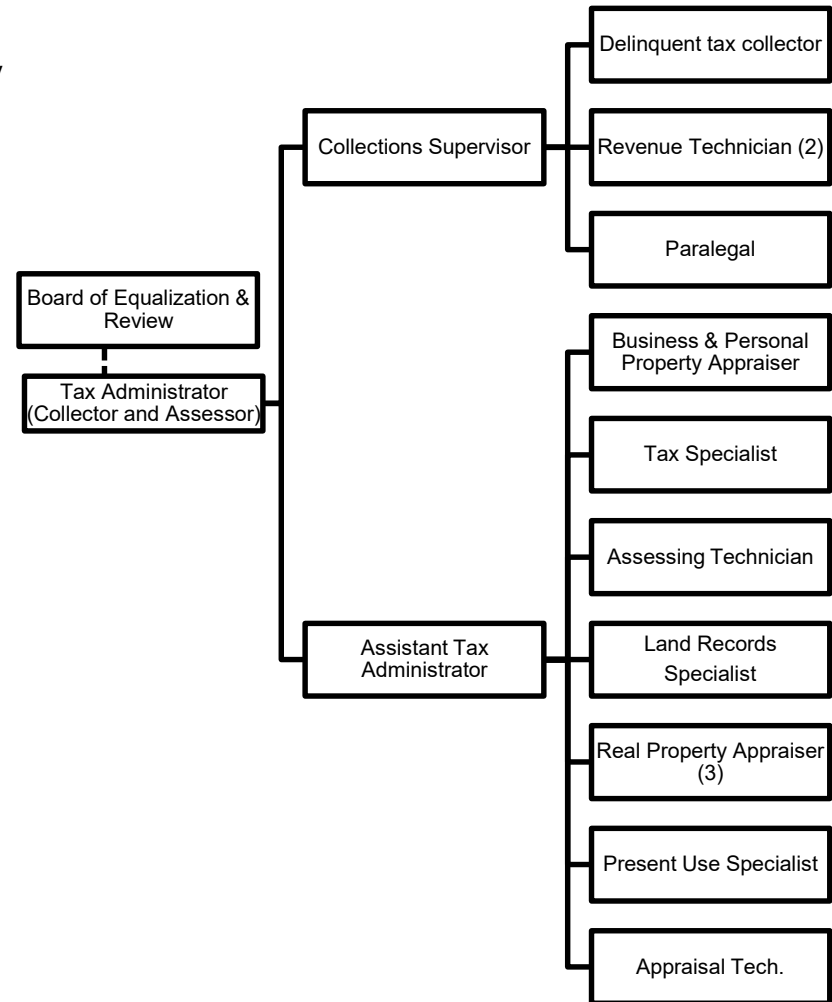 Delinquent tax collector
Collections Supervisor
Revenue Technician (2)
Paralegal
Board of Equalization &
Review
Tax Administrator
(Collector and Assessor)
Business & Personal
Property Appraiser
Tax Specialist
Assessing Technician
Assistant Tax
Administrator
Land Records
Specialist
Real Property Appraiser
(3)
Present Use Specialist
Appraisal Tech.